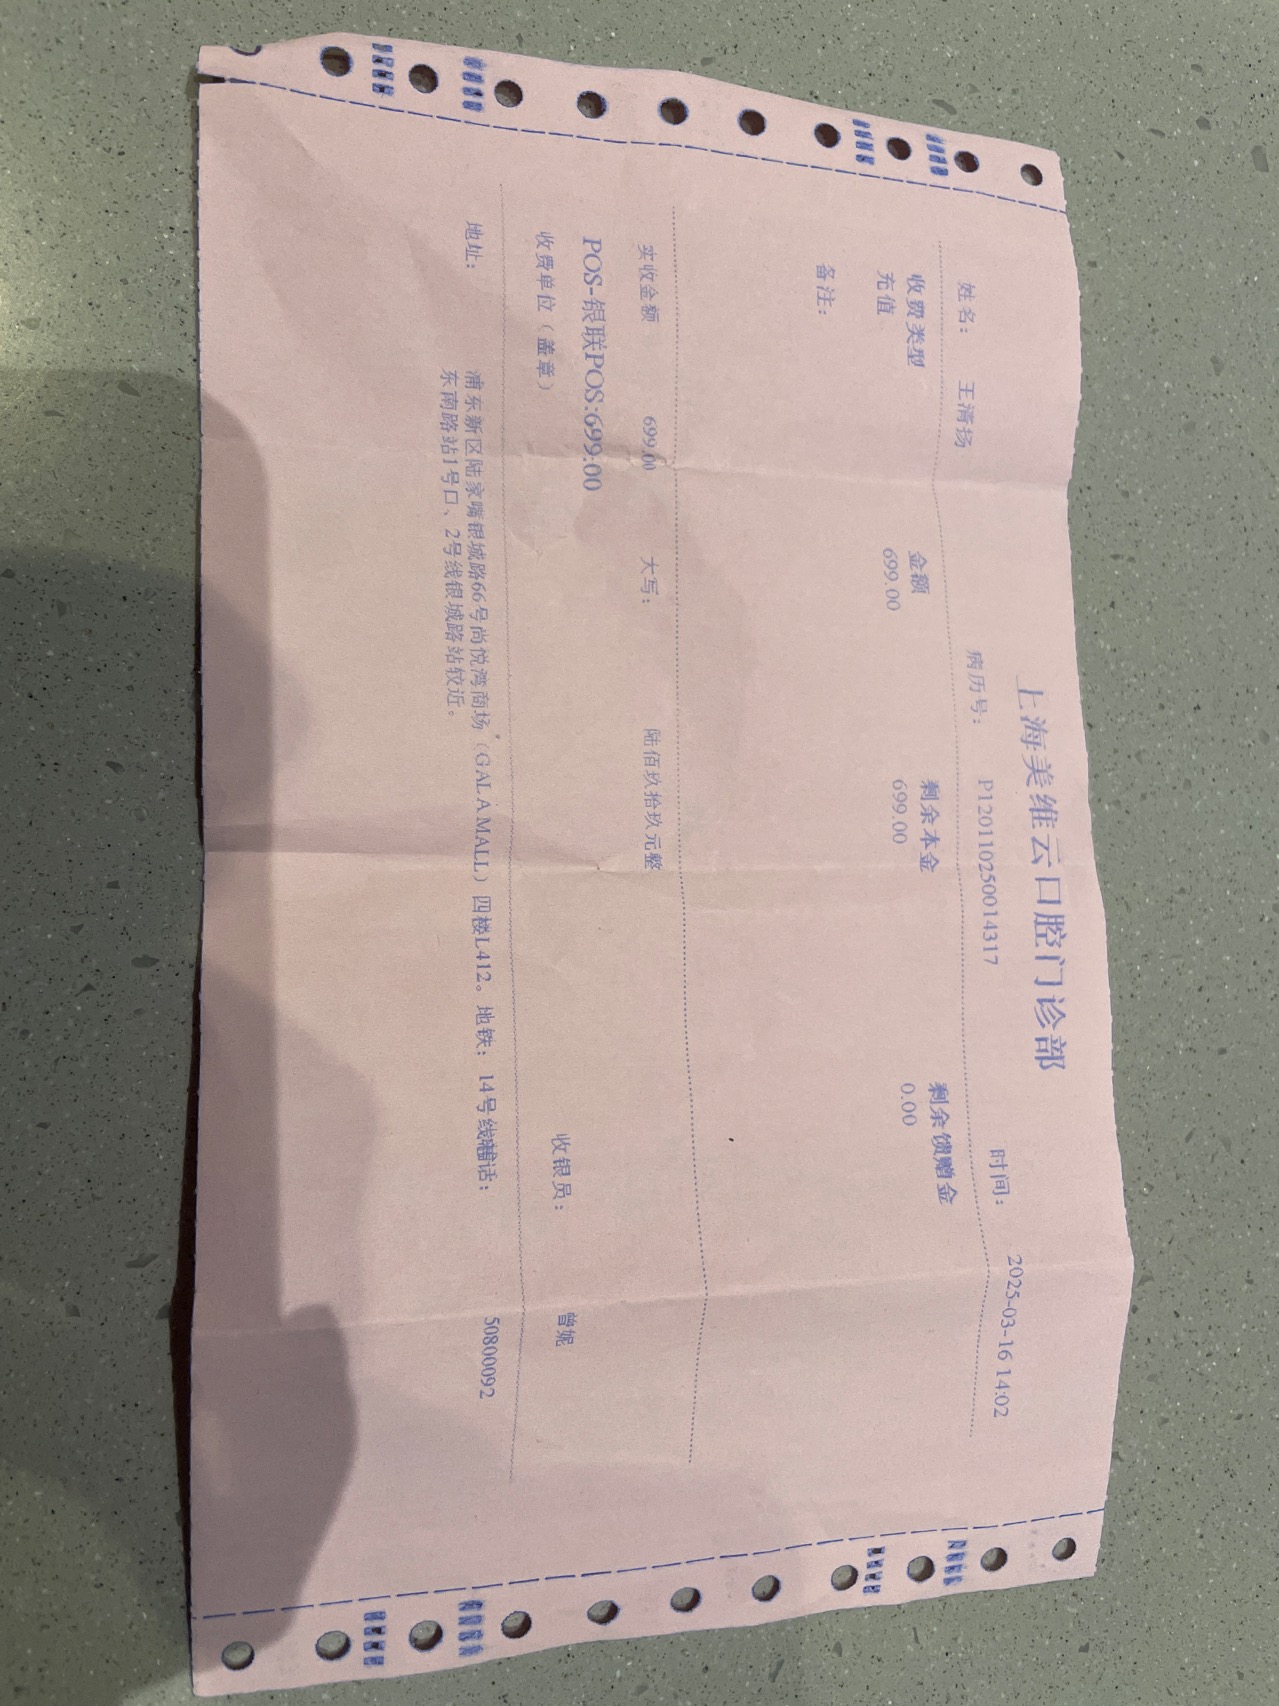 上海美维云口腔门诊部
姓名： 王清扬 病历号： P12011025001​4317 时间： 2025-03-16 14:02
收费类型 金额 剩余本金 剩余馈赠金
充值 699.00 699.00 0.00
备注：
实收金额 699.00 大写： 陆佰玖拾玖元整
POS-银联POS:699.00
收费单位（盖章） 收银员： 曾妮
地址： 浦东新区陆家嘴银城路66号尚悦湾商场（GALA MALL）四楼L412。地铁：14号线 电话： 50800092
东南路站1号口、2号线银城路站较近。